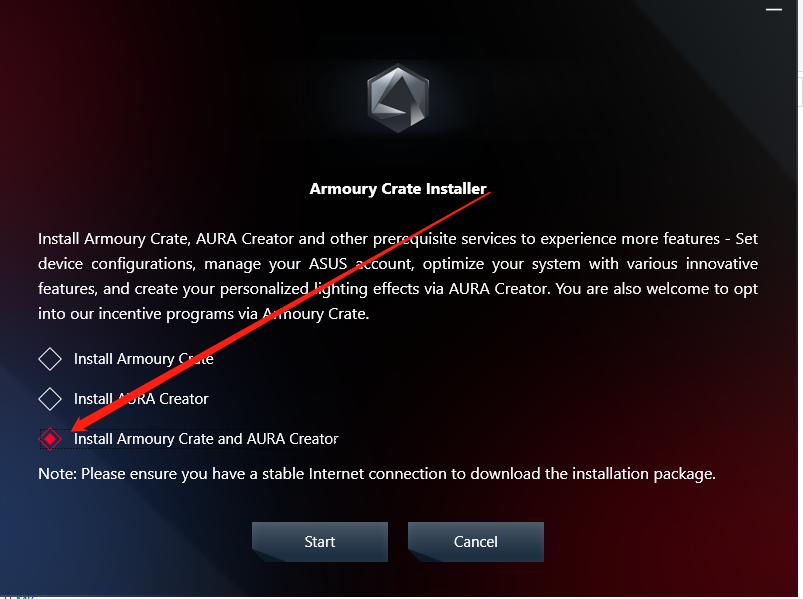 Armoury Crate Installer
Install Armoury Crate, AURA Creator and other prerequisite services to experience more features - Set
device configurations, manage your ASUS account, optimize your system with various innovative
features, and create your personalized lighting effects via AURA Creator. You are also welcome to opt
into our incentive programs via Armoury Crate.
Install Armoury Crate
Install AURA Creator
Install Armoury Crate and AURA Creator
Note: Please ensure you have a stable Internet connection to download the installation package.
Start Cancel